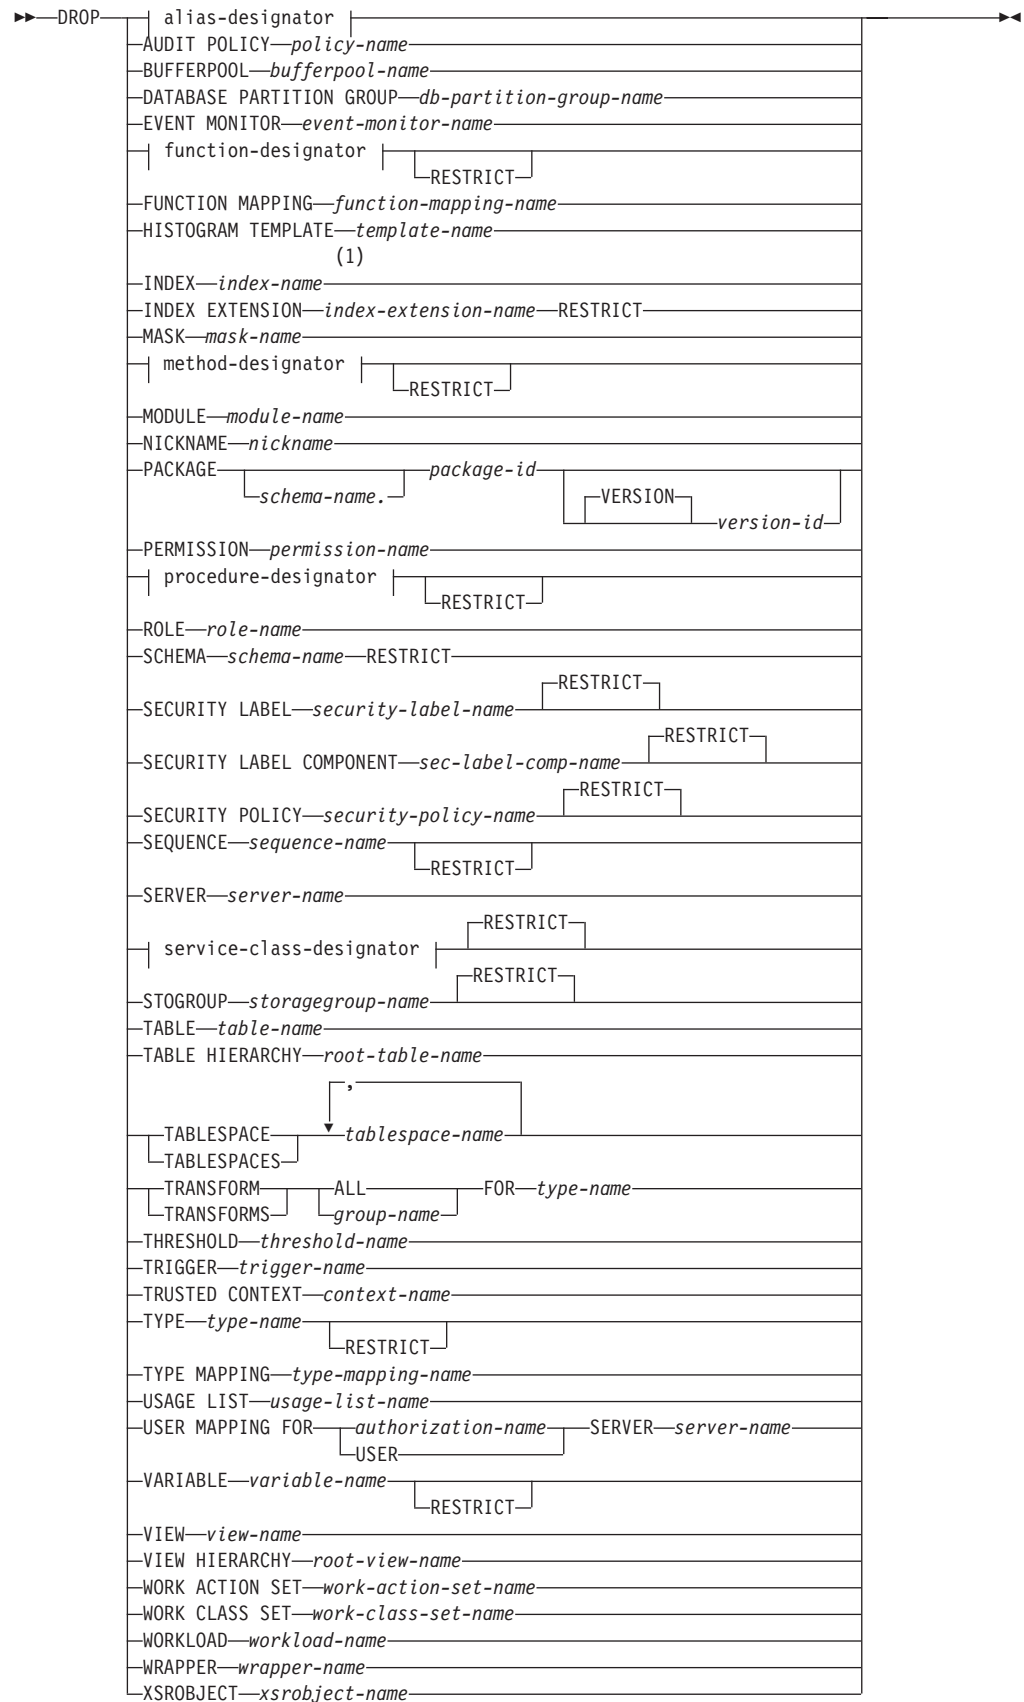 DROP alias-designator
AUDIT POLICY policy-name
BUFFERPOOL bufferpool-name
DATABASE PARTITION GROUP db-partition-group-name
EVENT MONITOR event-monitor-name
function-designator
RESTRICT
FUNCTION MAPPING function-mapping-name
HISTOGRAM TEMPLATE template-name
(1)
INDEX index-name
INDEX EXTENSION index-extension-name RESTRICT
MASK mask-name
method-designator
RESTRICT
MODULE module-name
NICKNAME nickname
PACKAGE package-id
schema-name. VERSION
version-id
PERMISSION permission-name
procedure-designator
RESTRICT
ROLE role-name
SCHEMA schema-name RESTRICT
RESTRICT
SECURITY LABEL security-label-name
RESTRICT
SECURITY LABEL COMPONENT sec-label-comp-name
RESTRICT
SECURITY POLICY security-policy-name
SEQUENCE sequence-name
RESTRICT
SERVER server-name
RESTRICT
service-class-designator
RESTRICT
STOGROUP storagegroup-name
TABLE table-name
TABLE HIERARCHY root-table-name
,
TABLESPACE tablespace-name
TABLESPACES
TRANSFORM ALL FOR type-name
TRANSFORMS group-name
THRESHOLD threshold-name
TRIGGER trigger-name
TRUSTED CONTEXT context-name
TYPE type-name
RESTRICT
TYPE MAPPING type-mapping-name
USAGE LIST usage-list-name
USER MAPPING FOR authorization-name SERVER server-name
USER
VARIABLE variable-name
RESTRICT
VIEW view-name
VIEW HIERARCHY root-view-name
WORK ACTION SET work-action-set-name
WORK CLASS SET work-class-set-name
WORKLOAD workload-name
WRAPPER wrapper-name
XSROBJECT xsrobject-name